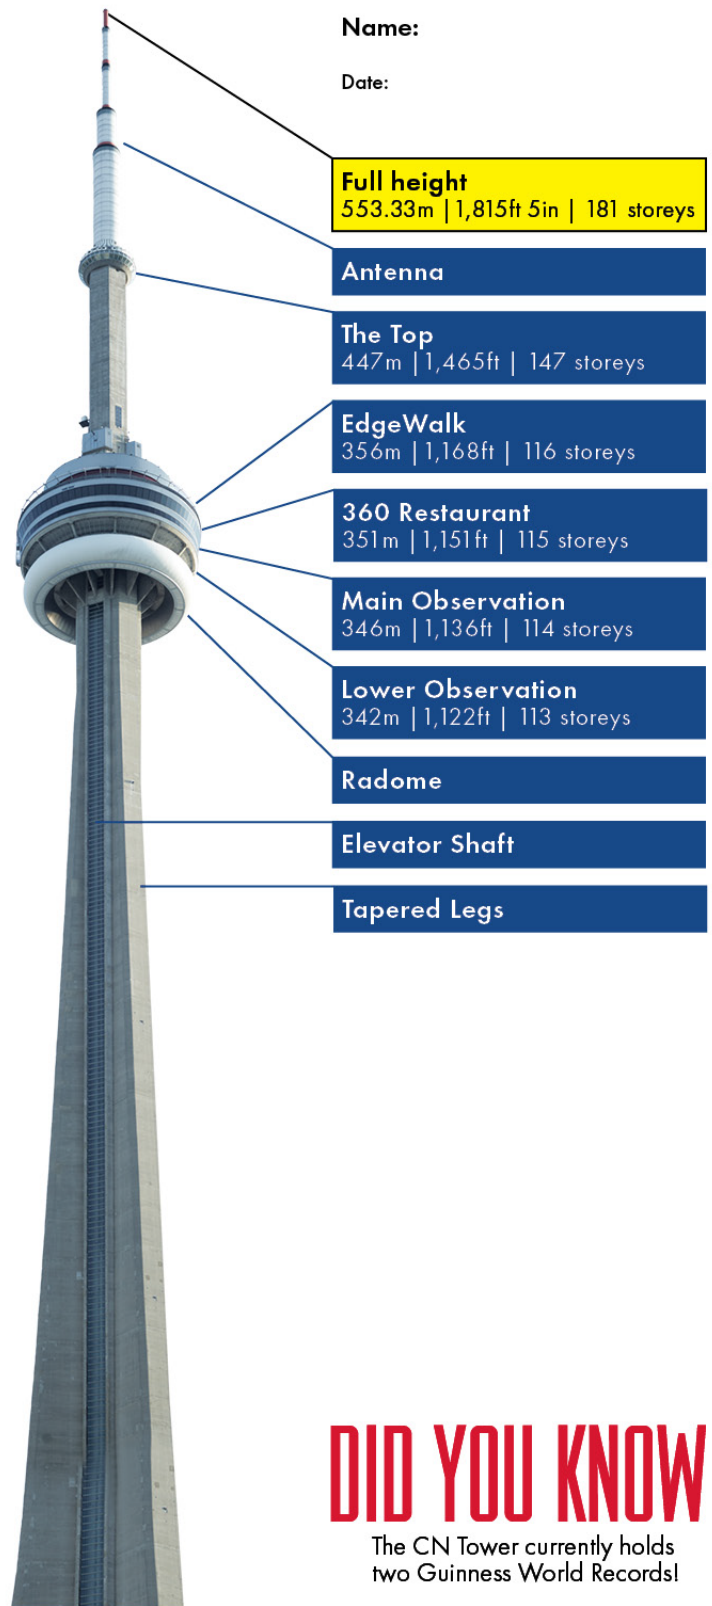 Name:
Date:
Full height
553.33m | 1,815ft 5in | 181 storeys
Antenna
The Top
447m | 1,465ft | 147 storeys
EdgeWalk
356m | 1,168ft | 116 storeys
360 Restaurant
351m | 1,151ft | 115 storeys
Main Observation
346m | 1,136ft | 114 storeys
Lower Observation
342m | 1,122ft | 113 storeys
Radome
Elevator Shaft
Tapered Legs
DID YOU KNOW
The CN Tower currently holds
two Guinness World Records!